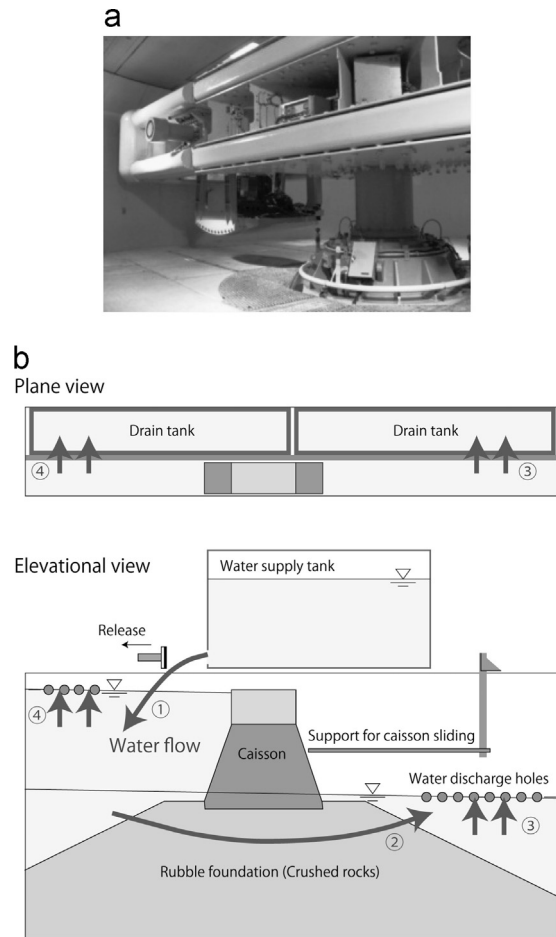 a
b
Plane view
Drain tank
Drain tank
④
③
Elevational view
Water supply tank
Release
④
①
Water flow
Caisson
Support for caisson sliding
Water discharge holes
②
③
Rubble foundation (Crushed rocks)